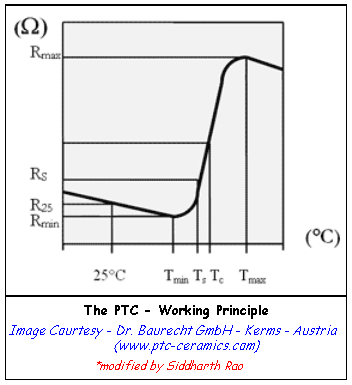 (Ω)
Rmax
RS
R25
Rmin
(°C)
25°C Tmin Ts Tc Tmax
The PTC - Working Principle
Image Courtesy - Dr. Baurecht GmbH - Kerms - Austria
(www.ptc-ceramics.com)
*modified by Siddharth Rao